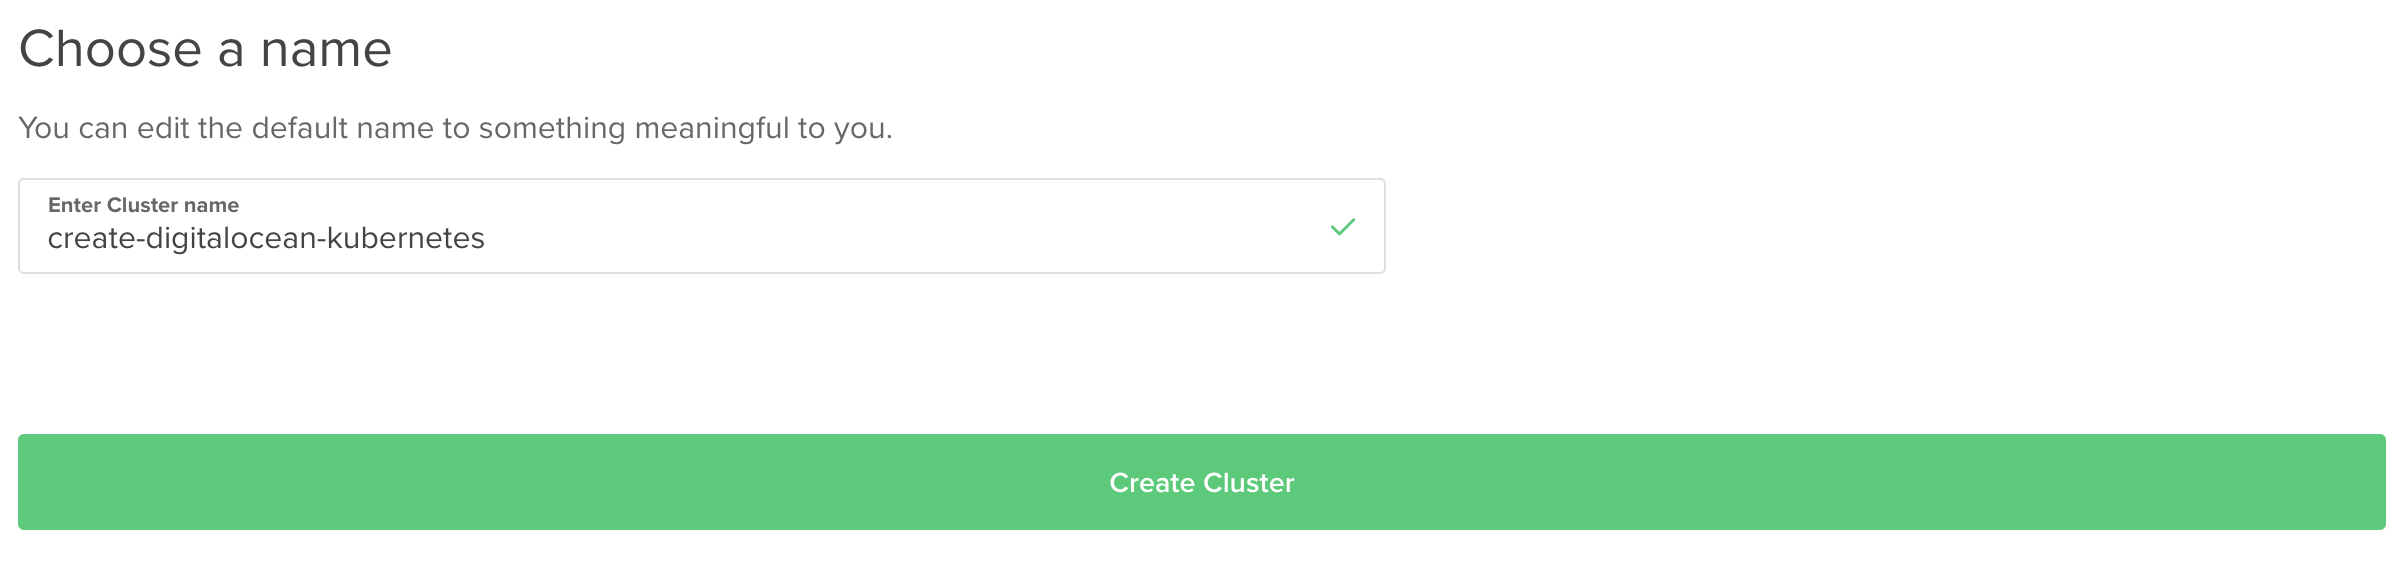 Choose a name
You can edit the default name to something meaningful to you.
Enter Cluster name
create-digitalocean-kubernetes
Create Cluster